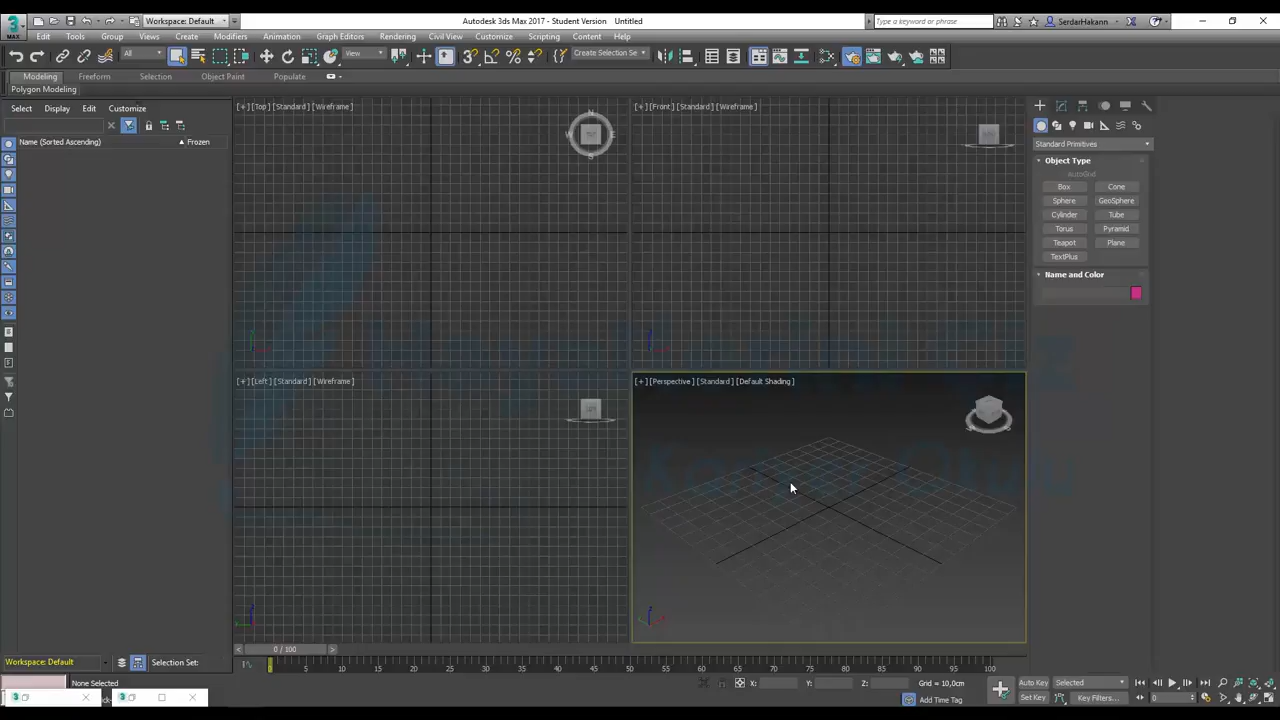 Workspace: Default
Autodesk 3ds Max 2017 - Student Version   Untitled
Type a keyword or phrase
SerdarHakann
Edit Tools Group Views Create Modifiers Animation Graph Editors Rendering Civil View Customize Scripting Content Help
MAX
All
View
Create Selection Se
Modeling Freeform Selection Object Paint Populate
Polygon Modeling
Select Display Edit Customize
Name (Sorted Ascending)
Frozen
[+] [Top] [Standard] [Wireframe]
N
W E
S
[+] [Front] [Standard] [Wireframe]
[+] [Left] [Standard] [Wireframe]
[+] [Perspective] [Standard] [Default Shading]
Standard Primitives
Object Type
AutoGrid
Box Cone
Sphere GeoSphere
Cylinder Tube
Torus Pyramid
Teapot Plane
TextPlus
Name and Color
Kariyer Okulu
0 / 100
Workspace: Default
Selection Set:
0 5 10 15 20 25 30 35 40 45 50 55 60 65 70 75 80 85 90 95 100
None Selected
X: Y: Z:
Grid = 10,0cm
Add Time Tag
Auto Key Selected
Set Key Key Filters...
0